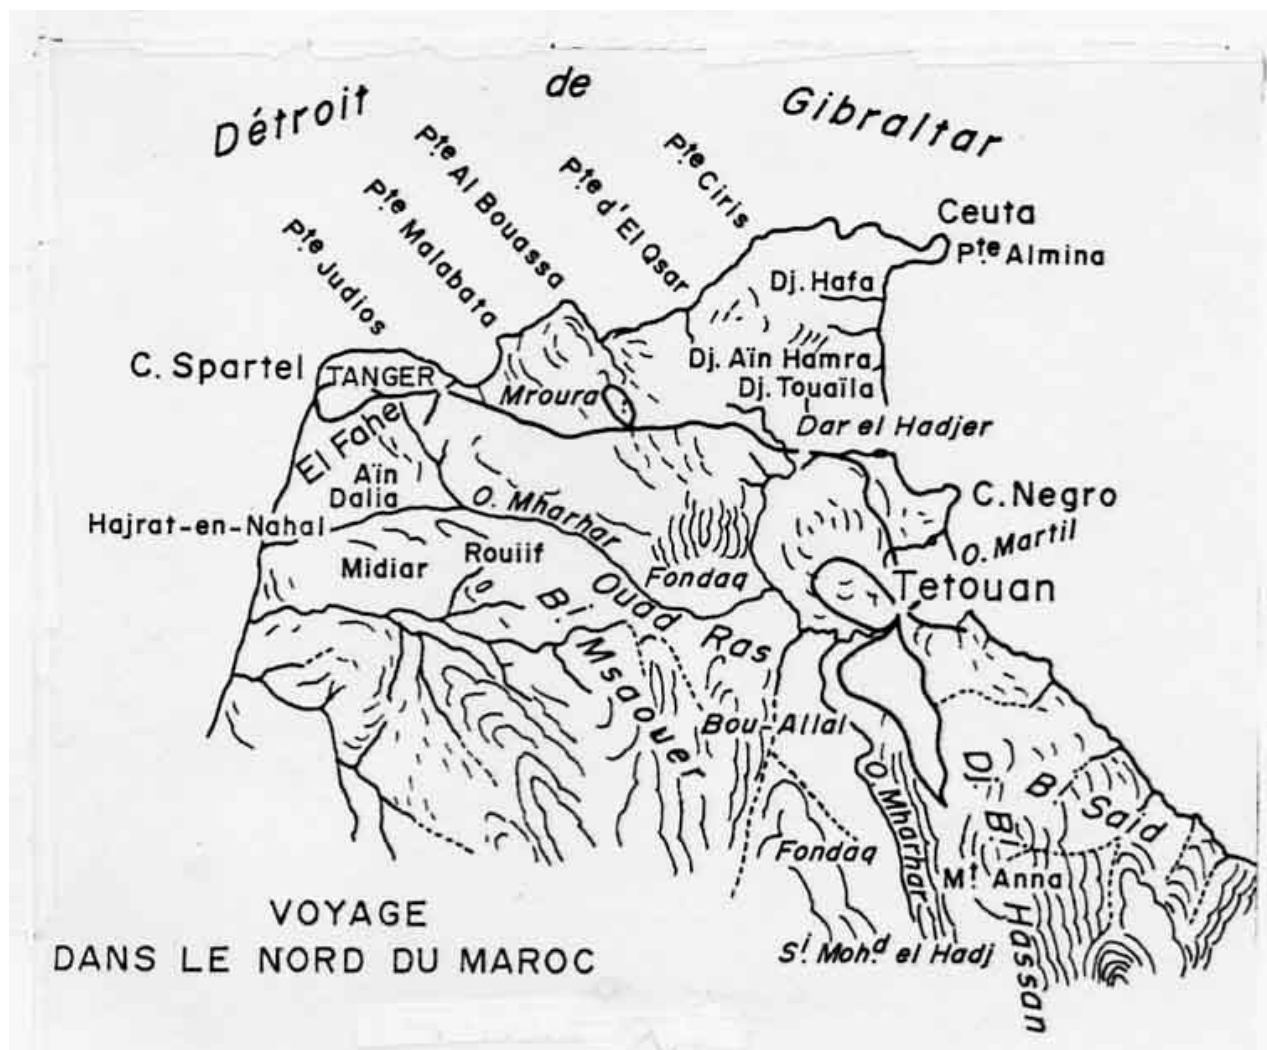 Détroit de Gibraltar
Pte Ciris
Pte d'El Qsar
Pte Al Bouassa
Pte Malabata
Pte Judios
Ceuta
Pte Almina
Dj. Hafa
C. Spartel
TANGER
Dj. Aïn Hamra
Dj. Touaïla
Mroura
Dar el Hadjer
El Fahe
Aïn
Dalia
O. Mharhar
C. Negro
Hajrat-en-Nahal
O. Martil
Rouiif
Midiar
Fondaq
Tetouan
Ouad Ras
B.i Msaouer
Bou-Allal
O. Mharhar
Dj Bi Hassan
B Said
Fondaq
Mt Anna
Si Mohd el Hadj
VOYAGE
DANS LE NORD DU MAROC